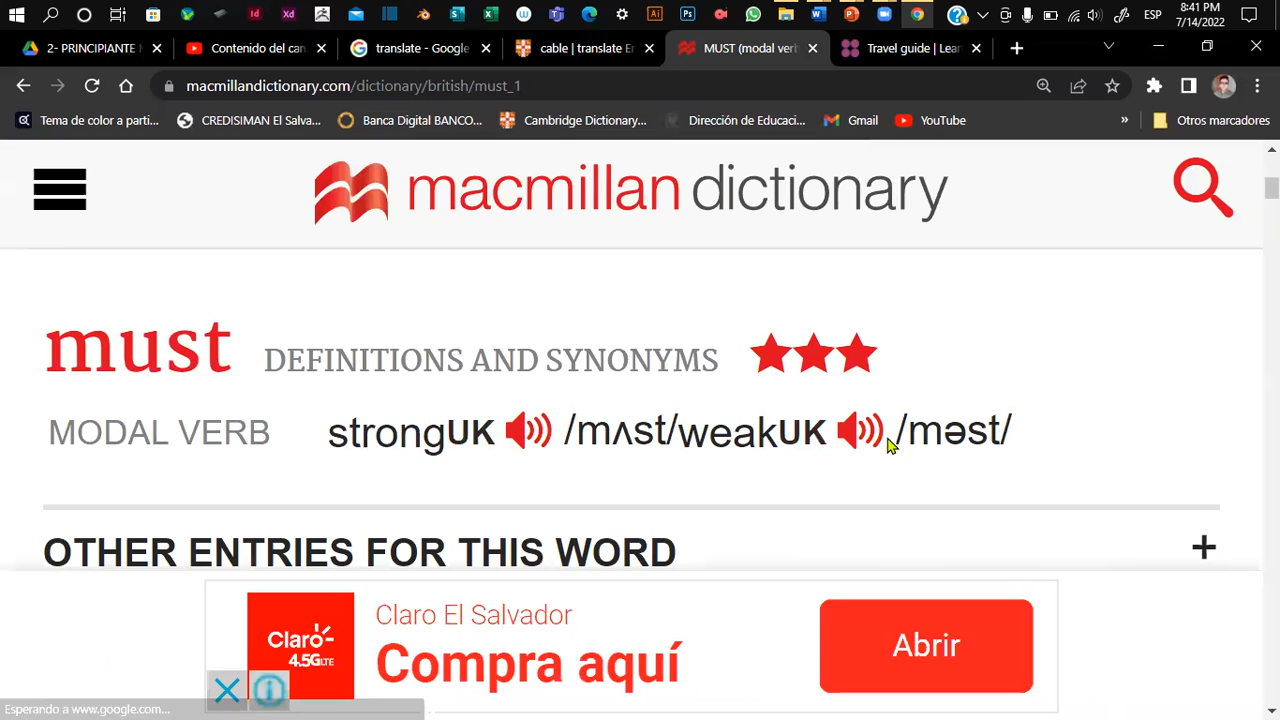 ESP
8:41 PM
7/14/2022
2- PRINCIPIANTE M
Contenido del can
translate - Google
cable | translate En
MUST (modal verb
Travel guide | Lear
macmillandictionary.com/dictionary/british/must_1
Tema de color a parti...
CREDISIMAN El Salva...
Banca Digital BANCO...
Cambridge Dictionary...
Dirección de Educaci...
Gmail
YouTube
»
Otros marcadores
macmillan dictionary
must DEFINITIONS AND SYNONYMS
MODAL VERB strongUK /mʌst/weakUK /məst/
OTHER ENTRIES FOR THIS WORD +
Claro El Salvador
Compra aquí
Abrir
Claro
4.5G LTE
Esperando a www.google.com...